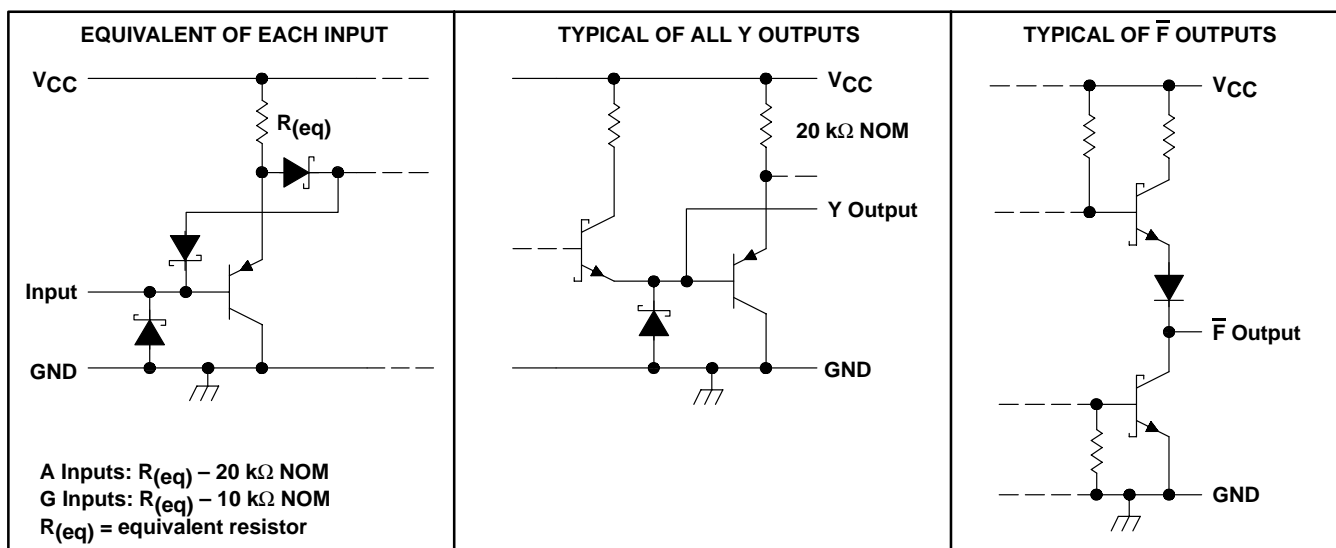 EQUIVALENT OF EACH INPUT
VCC
R(eq)
Input
GND
A Inputs: R(eq) – 20 kΩ NOM
G Inputs: R(eq) – 10 kΩ NOM
R(eq) = equivalent resistor
TYPICAL OF ALL Y OUTPUTS
VCC
20 kΩ NOM
Y Output
GND
TYPICAL OF F̅ OUTPUTS
VCC
F̅ Output
GND